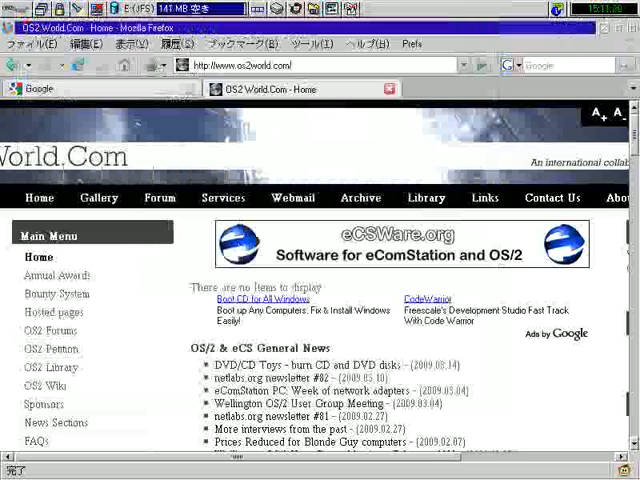 E:(JFS) 141 MB 空き 15:11:20
OS2 World.Com - Home - Mozilla Firefox
ファイル(F) 編集(E) 表示(V) 履歴(S) ブックマーク(B) ツール(T) ヘルプ(H) Prefs
http://www.os2world.com/ Google
Google OS2 World.Com - Home
A+ A-
World.Com
An international collab
Home Gallery Forum Services Webmail Archive Library Links Contact Us Abou
Main Menu
Home
Annual Award!
Bounty System
Hosted pages
OS2 Forums
OS2 Petition
OS2 Library
OS2 Wiki
Sponsors
News Sections
FAQs
eCSWare.org
Software for eComStation and OS/2
There are no Items to display
Boot CD for All Windows
Boot up Any Computers. Fix & Install Windows
Easily!
CodeWarrior
Freescale's Development Studio Fast Track
With Code Warrior
Ads by Google
OS/2 & eCS General News
DVD/CD Toys - burn CD and DVD disks - (2009.03.14)
netlabs.org newsletter #82 - (2009.03.10)
eComStation PC: Week of network adapters - (2009.03.04)
Wellington OS/2 User Group Meeting - (2009.03.04)
netlabs.org newsletter #81 - (2009.02.27)
More interviews from the past - (2009.02.27)
Prices Reduced for Blonde Guy computers - (2009.02.07)
完了